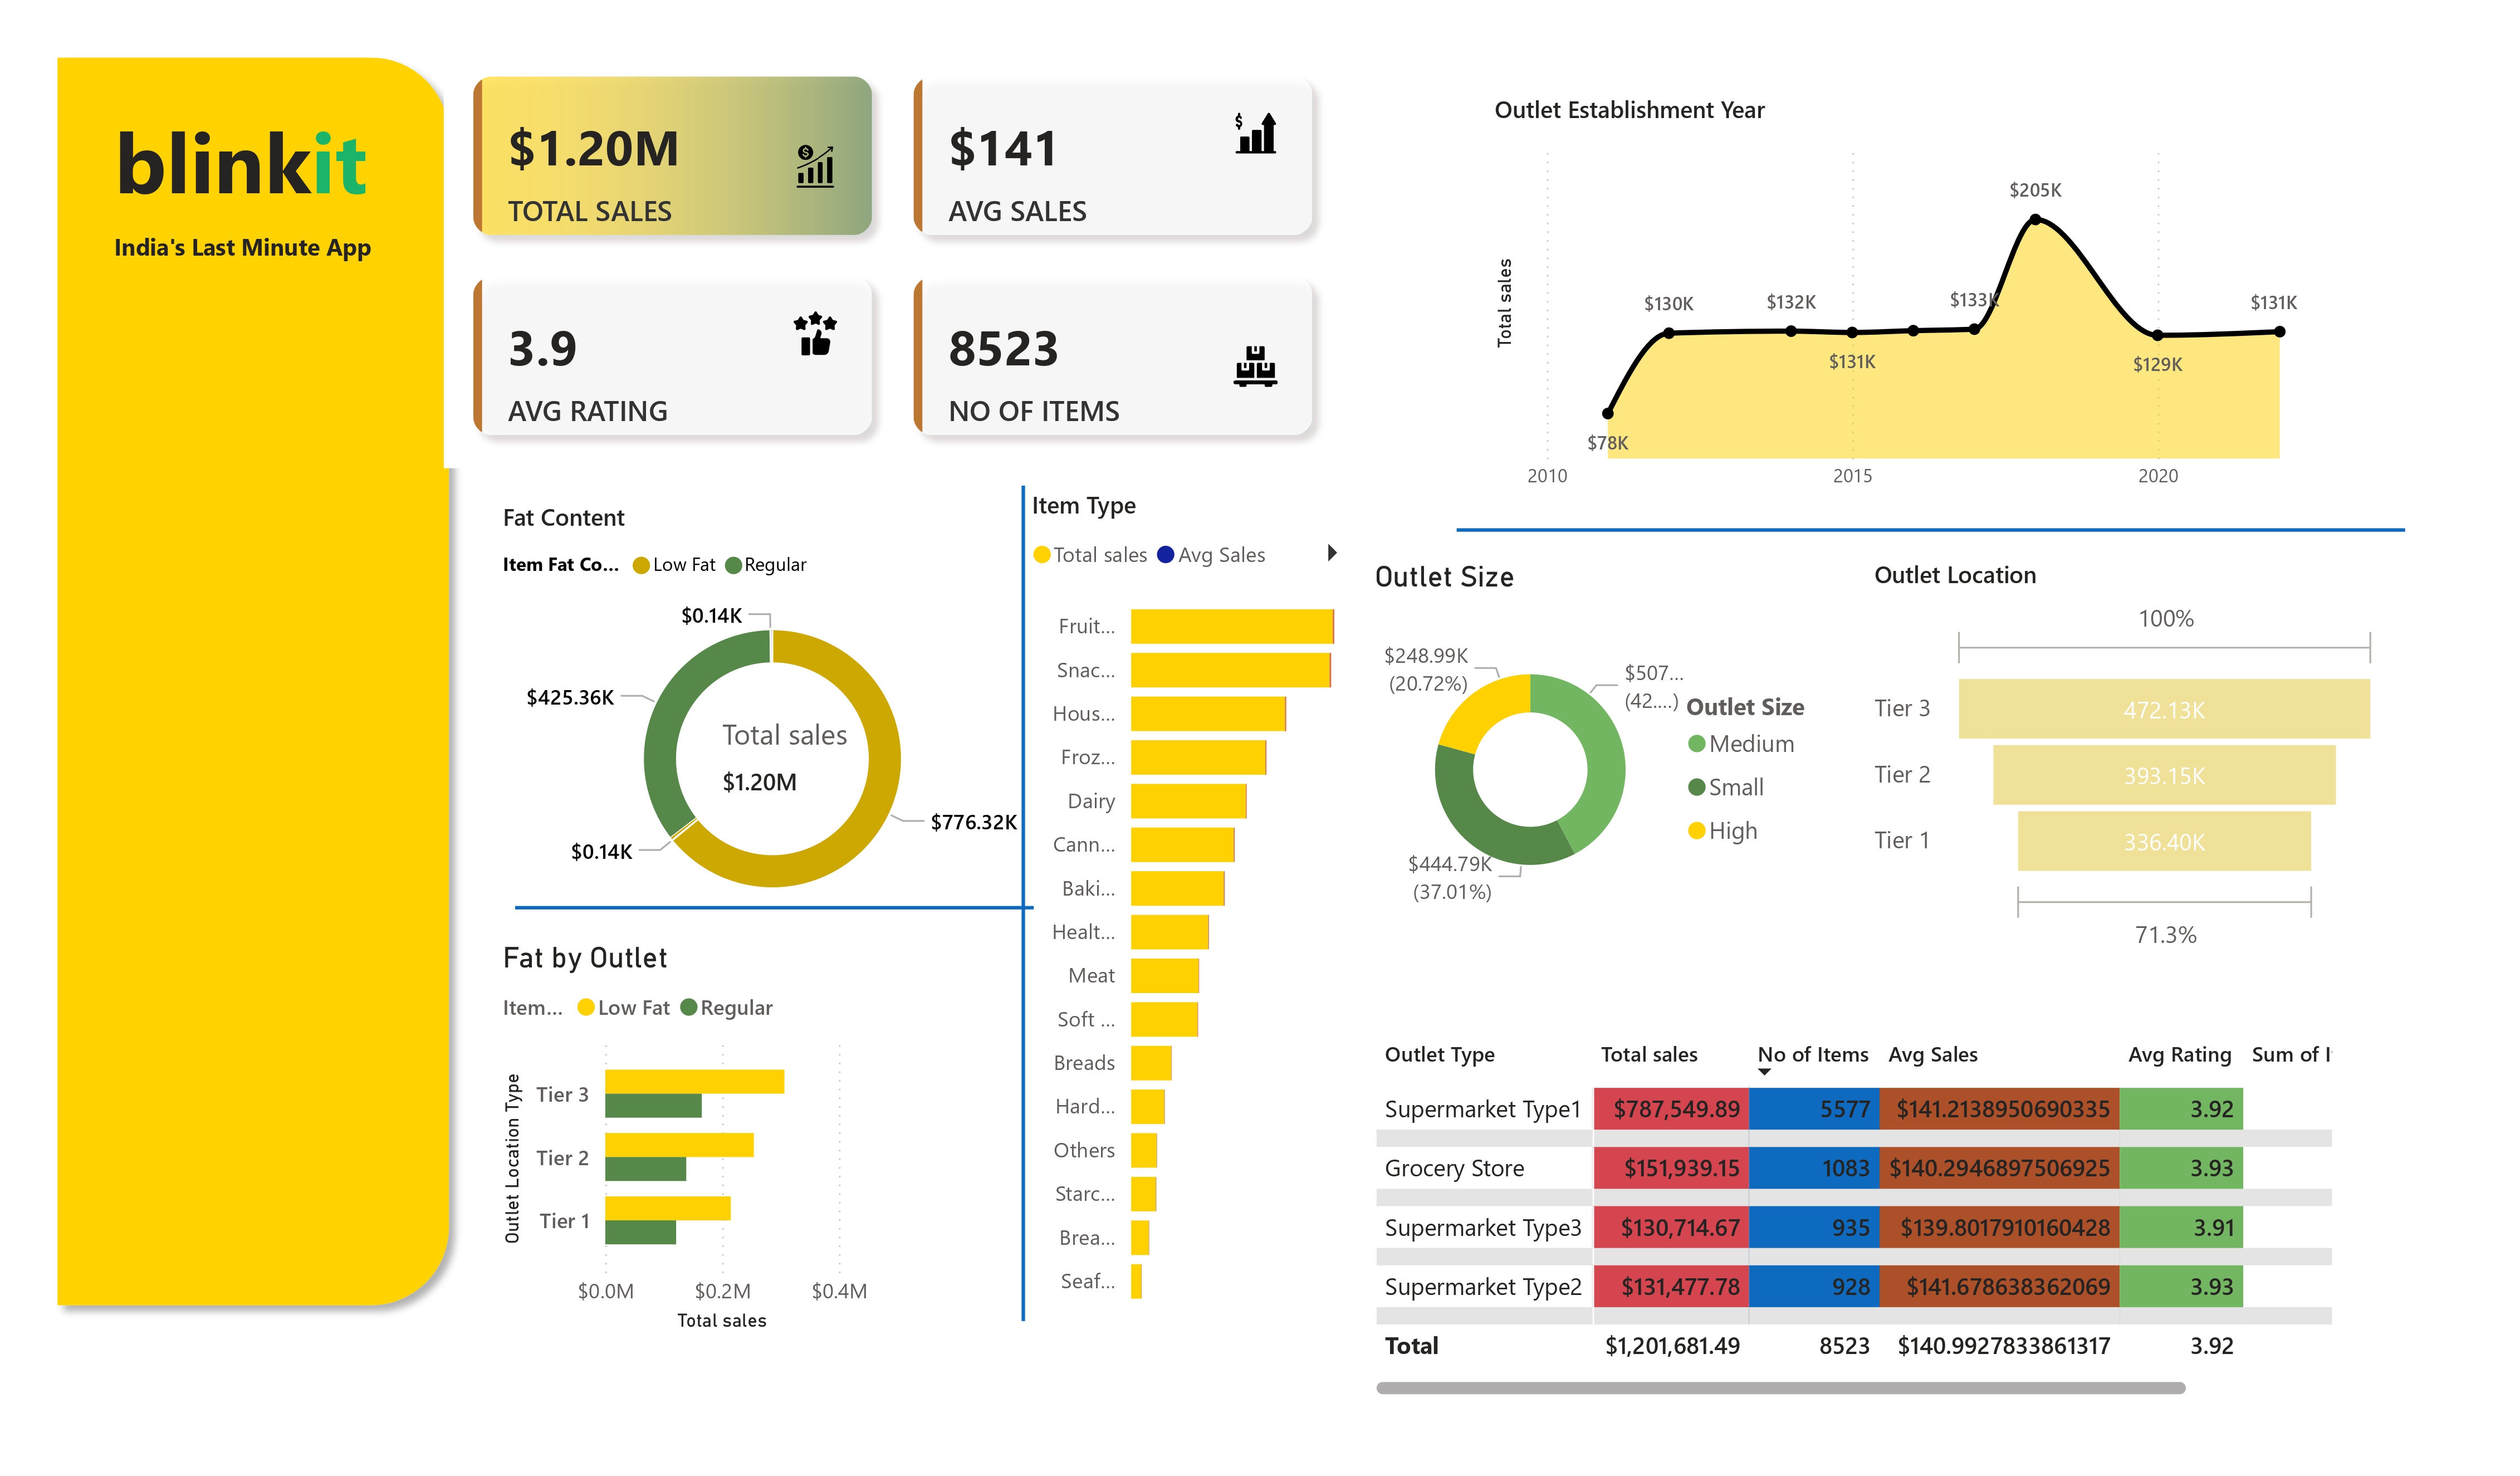 blinkit
India's Last Minute App
$1.20M
TOTAL SALES
$141
AVG SALES
3.9
AVG RATING
8523
NO OF ITEMS
Outlet Establishment Year
Total sales
$78K
$130K
$132K
$131K
$133K
$205K
$129K
$131K
2010
2015
2020
Fat Content
Item Fat Co... Low Fat Regular
$0.14K
$425.36K
Total sales
$1.20M
$776.32K
$0.14K
Fat by Outlet
Item... Low Fat Regular
Outlet Location Type
Tier 3
Tier 2
Tier 1
$0.0M $0.2M $0.4M
Total sales
Item Type
Total sales Avg Sales
Fruit...
Snac...
Hous...
Froz...
Dairy
Cann...
Baki...
Healt...
Meat
Soft ...
Breads
Hard...
Others
Starc...
Brea...
Seaf...
Outlet Size
$248.99K
(20.72%)
$507...
(42....)
$444.79K
(37.01%)
Outlet Size
Medium
Small
High
Outlet Location
100%
Tier 3 472.13K
Tier 2 393.15K
Tier 1 336.40K
71.3%
Outlet Type Total sales No of Items Avg Sales Avg Rating Sum of I
Supermarket Type1 $787,549.89 5577 $141.2138950690335 3.92
Grocery Store $151,939.15 1083 $140.2946897506925 3.93
Supermarket Type3 $130,714.67 935 $139.8017910160428 3.91
Supermarket Type2 $131,477.78 928 $141.678638362069 3.93
Total $1,201,681.49 8523 $140.9927833861317 3.92